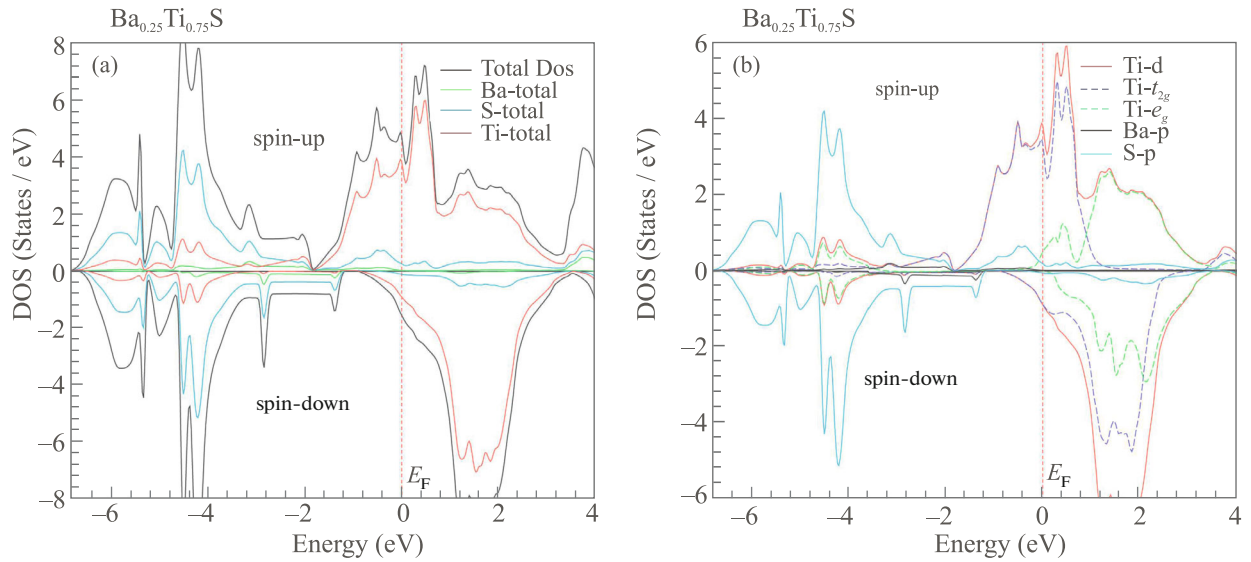 Ba0.25Ti0.75S
(a)
spin-up
Total Dos
Ba-total
S-total
Ti-total
spin-down
EF
DOS (States / eV)
8
6
4
2
0
−2
−4
−6
−8
−6
−4
−2
0
2
4
Energy (eV)
Ba0.25Ti0.75S
(b)
spin-up
Ti-d
Ti-t2g
Ti-eg
Ba-p
S-p
spin-down
EF
DOS (States / eV)
6
4
2
0
−2
−4
−6
−6
−4
−2
0
2
4
Energy (eV)